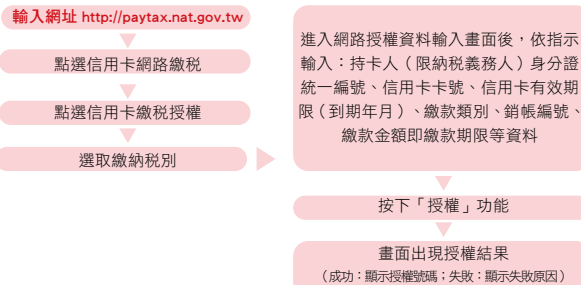 輸入網址 http://paytax.nat.gov.tw
點選信用卡網路繳稅
點選信用卡繳稅授權
選取繳納稅別
進入網路授權資料輸入畫面後，依指示
輸入：持卡人（限納稅義務人）身分證
統一編號、信用卡卡號、信用卡有效期
限（到期年月）、繳款類別、銷帳編號、
繳款金額即繳款期限等資料
按下「授權」功能
畫面出現授權結果
（成功：顯示授權號碼；失敗：顯示失敗原因）